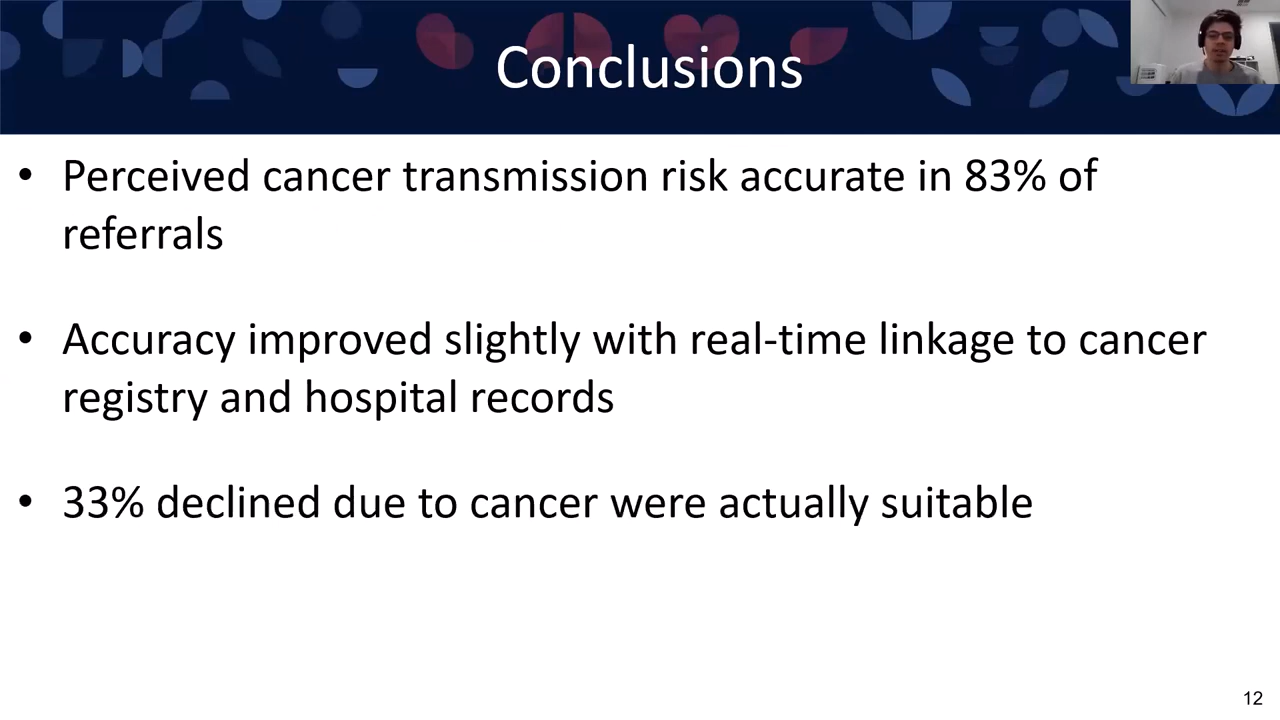 Conclusions
• Perceived cancer transmission risk accurate in 83% of
referrals
• Accuracy improved slightly with real-time linkage to cancer
registry and hospital records
• 33% declined due to cancer were actually suitable
12